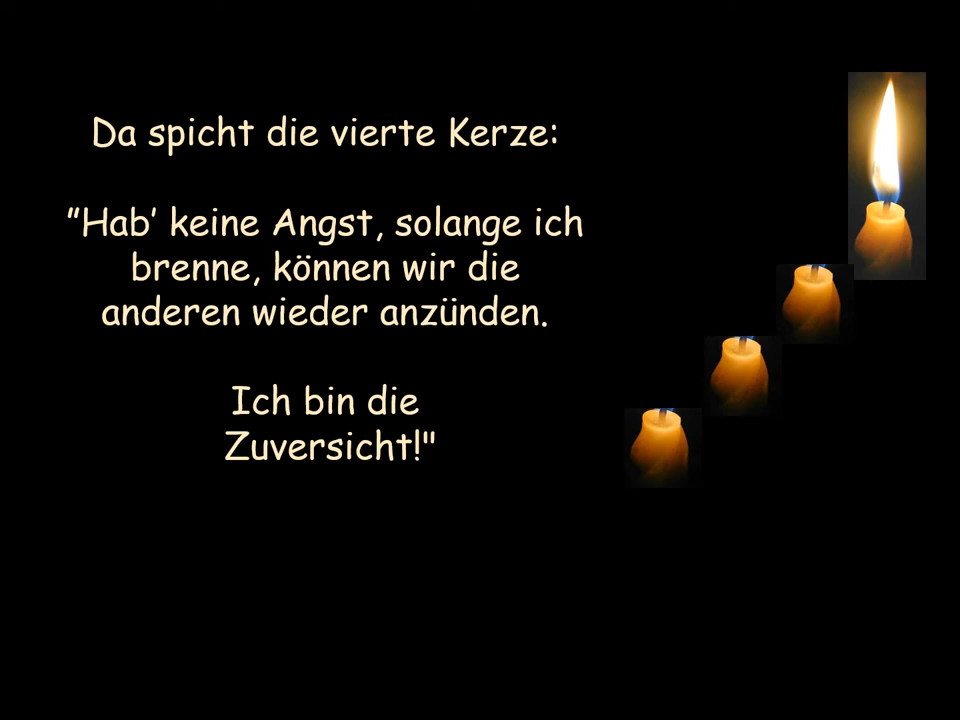 Da spicht die vierte Kerze:
”Hab’ keine Angst, solange ich
brenne, können wir die
anderen wieder anzünden.
Ich bin die
Zuversicht!"